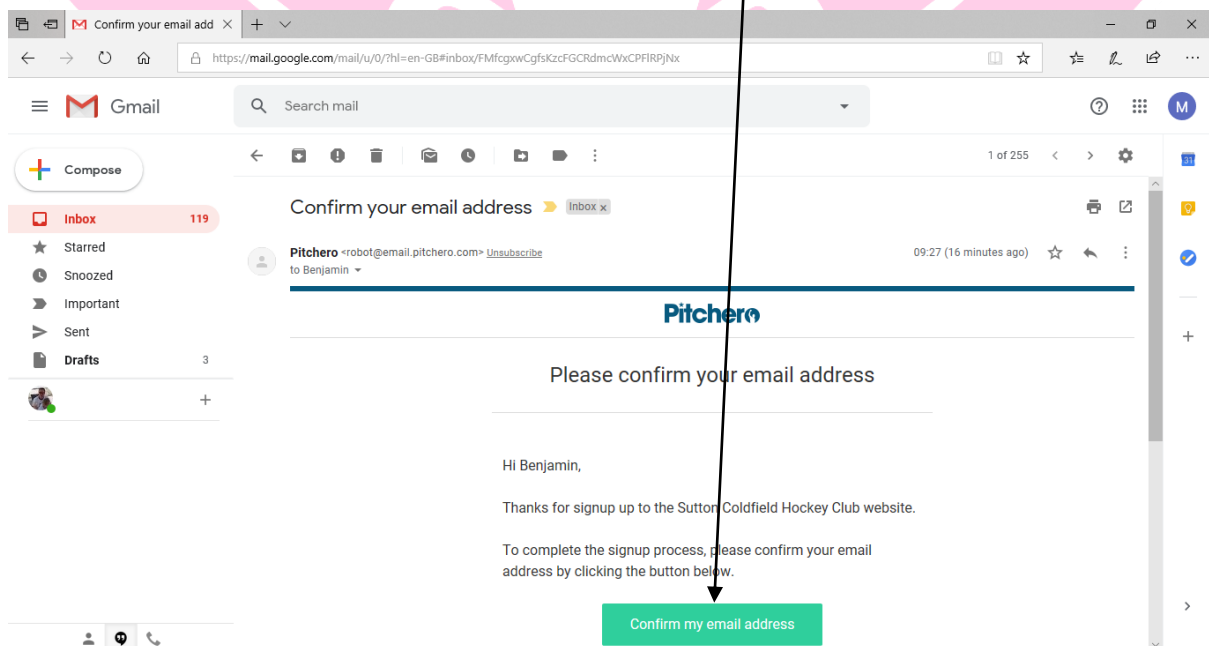 Confirm your email add
https://mail.google.com/mail/u/0/?hl=en-GB#inbox/FMfcgxwCgfsKzcFGCRdmcWxCPFlRPjNx
Gmail
Search mail
M
Compose
1 of 255
31
Inbox 119
Starred
Snoozed
Important
Sent
Drafts 3
Confirm your email address Inbox x
Pitchero <robot@email.pitchero.com> Unsubscribe
09:27 (16 minutes ago)
to Benjamin
Pitchero
Please confirm your email address
Hi Benjamin,
Thanks for signup up to the Sutton Coldfield Hockey Club website.
To complete the signup process, please confirm your email
address by clicking the button below.
Confirm my email address